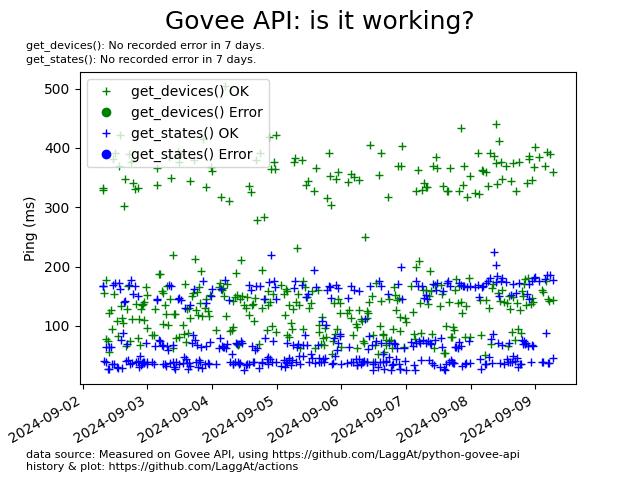 Govee API: is it working?
get_devices(): No recorded error in 7 days.
get_states(): No recorded error in 7 days.
get_devices() OK
get_devices() Error
get_states() OK
get_states() Error
Ping (ms)
500
400
300
200
100
2024-09-02
2024-09-03
2024-09-04
2024-09-05
2024-09-06
2024-09-07
2024-09-08
2024-09-09
data source: Measured on Govee API, using https://github.com/LaggAt/python-govee-api
history & plot: https://github.com/LaggAt/actions